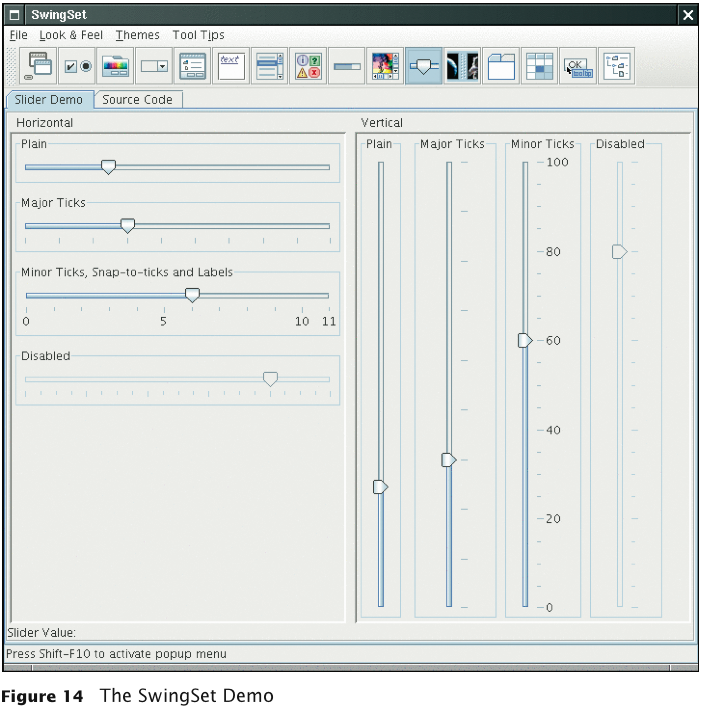 SwingSet
File Look & Feel Themes Tool Tips
text
OK
tooltip
Slider Demo Source Code
Horizontal
Plain
Major Ticks
Minor Ticks, Snap-to-ticks and Labels
0 5 10 11
Disabled
Vertical
Plain Major Ticks Minor Ticks Disabled
100
80
60
40
20
0
Slider Value:
Press Shift-F10 to activate popup menu
Figure 14 The SwingSet Demo